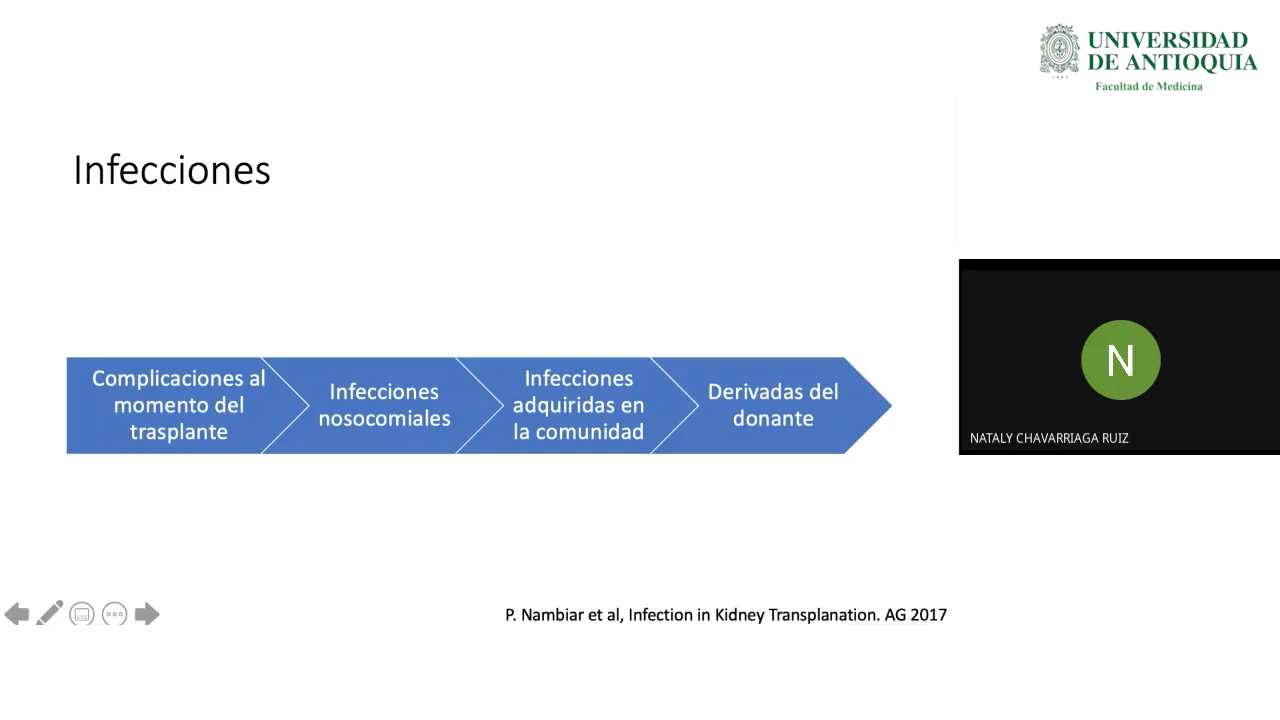 UNIVERSIDAD
DE ANTIOQUIA
Facultad de Medicina
Infecciones
Complicaciones al
momento del
trasplante
Infecciones
nosocomiales
Infecciones
adquiridas en
la comunidad
Derivadas del
donante
N
NATALY CHAVARRIAGA RUIZ
P. Nambiar et al, Infection in Kidney Transplanation. AG 2017